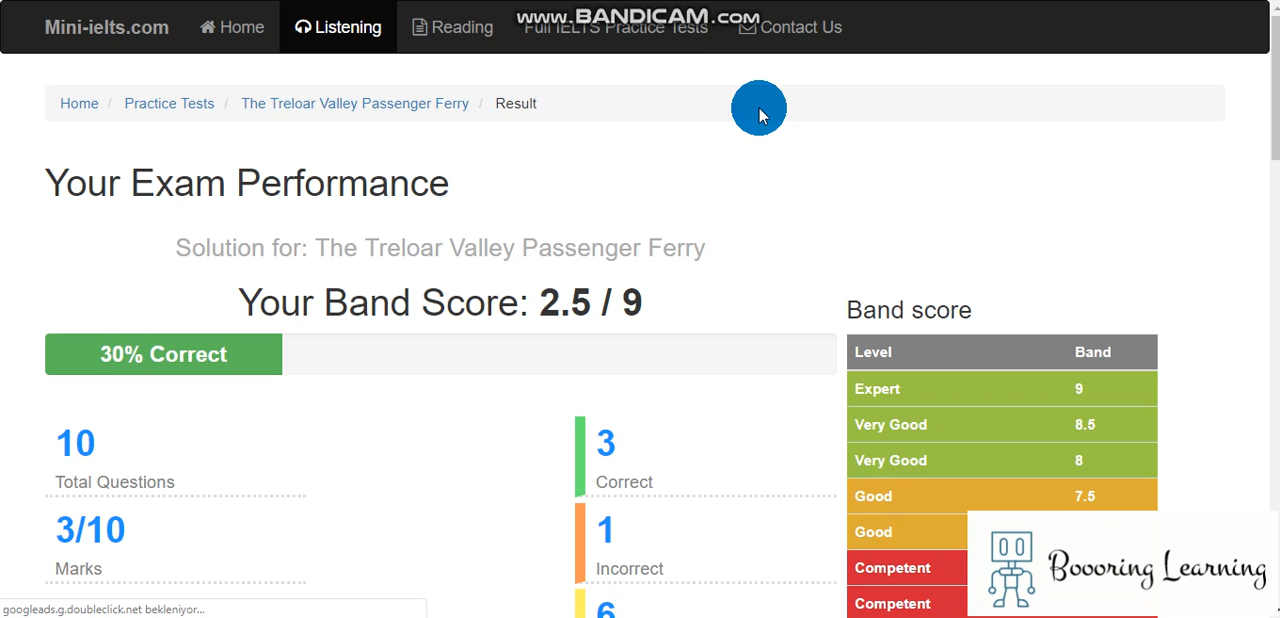 www.BANDICAM.com
Mini-ielts.com Home Listening Reading Full IELTS Practice Tests Contact Us
Home / Practice Tests / The Treloar Valley Passenger Ferry / Result
Your Exam Performance
Solution for: The Treloar Valley Passenger Ferry
Your Band Score: 2.5 / 9
30% Correct
10
Total Questions
3/10
Marks
3
Correct
1
Incorrect
6
Band score
Level Band
Expert 9
Very Good 8.5
Very Good 8
Good 7.5
Good
Competent
Competent
Boooring Learning
googleads.g.doubleclick.net bekleniyor...